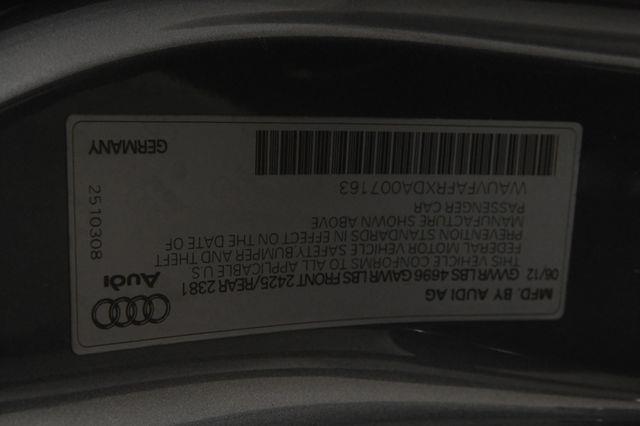 MFD. BY AUDI AG
06/12 GVWR LBS 4696 GAWR LBS FRONT 2425/REAR 2381
THIS VEHICLE CONFORMS TO ALL APPLICABLE U.S.
FEDERAL MOTOR VEHICLE SAFETY BUMPER AND THEFT
PREVENTION STANDARDS IN EFFECT ON THE DATE OF
MANUFACTURE SHOWN ABOVE
PASSENGER CAR
WAUVFAFRXDA007163
Audi
2510308
GERMANY